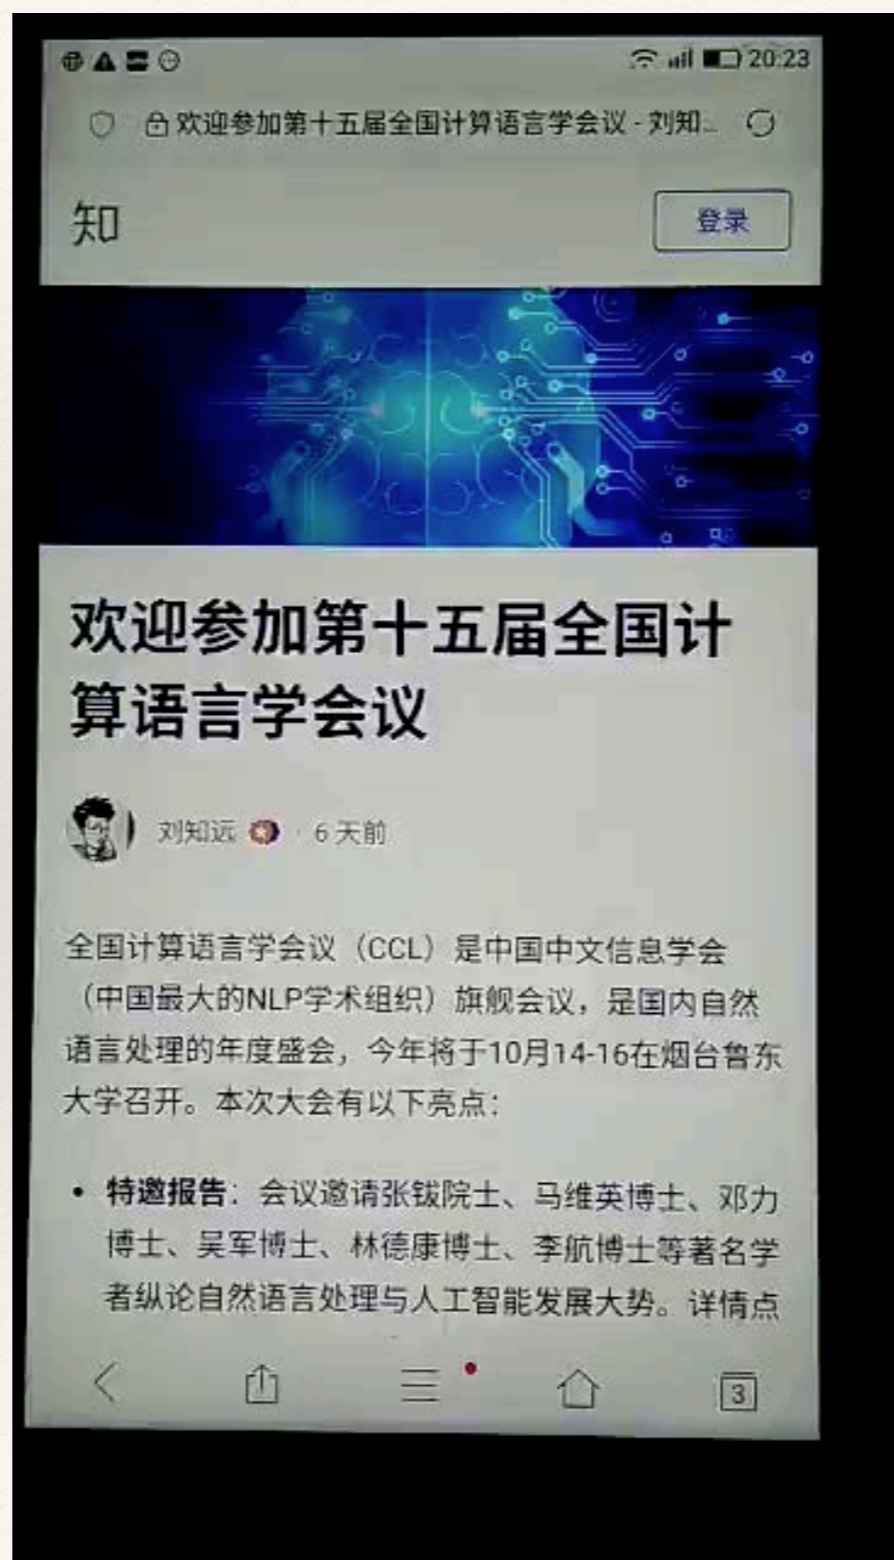 20:23
欢迎参加第十五届全国计算语言学会议 - 刘知...
知
登录
欢迎参加第十五届全国计
算语言学会议
刘知远 · 6 天前
全国计算语言学会议（CCL）是中国中文信息学会
（中国最大的NLP学术组织）旗舰会议，是国内自然
语言处理的年度盛会，今年将于10月14-16在烟台鲁东
大学召开。本次大会有以下亮点：
• 特邀报告：会议邀请张钹院士、马维英博士、邓力
博士、吴军博士、林德康博士、李航博士等著名学
者纵论自然语言处理与人工智能发展大势。详情点
3